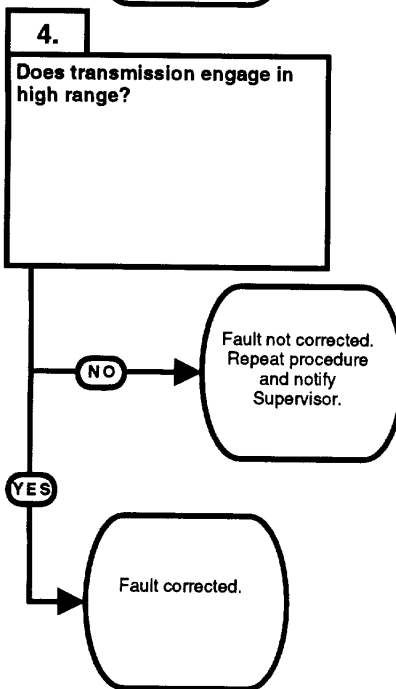 4.
Does transmission engage in
high range?
Fault not corrected.
Repeat procedure
and notify
Supervisor.
NO
YES
Fault corrected.